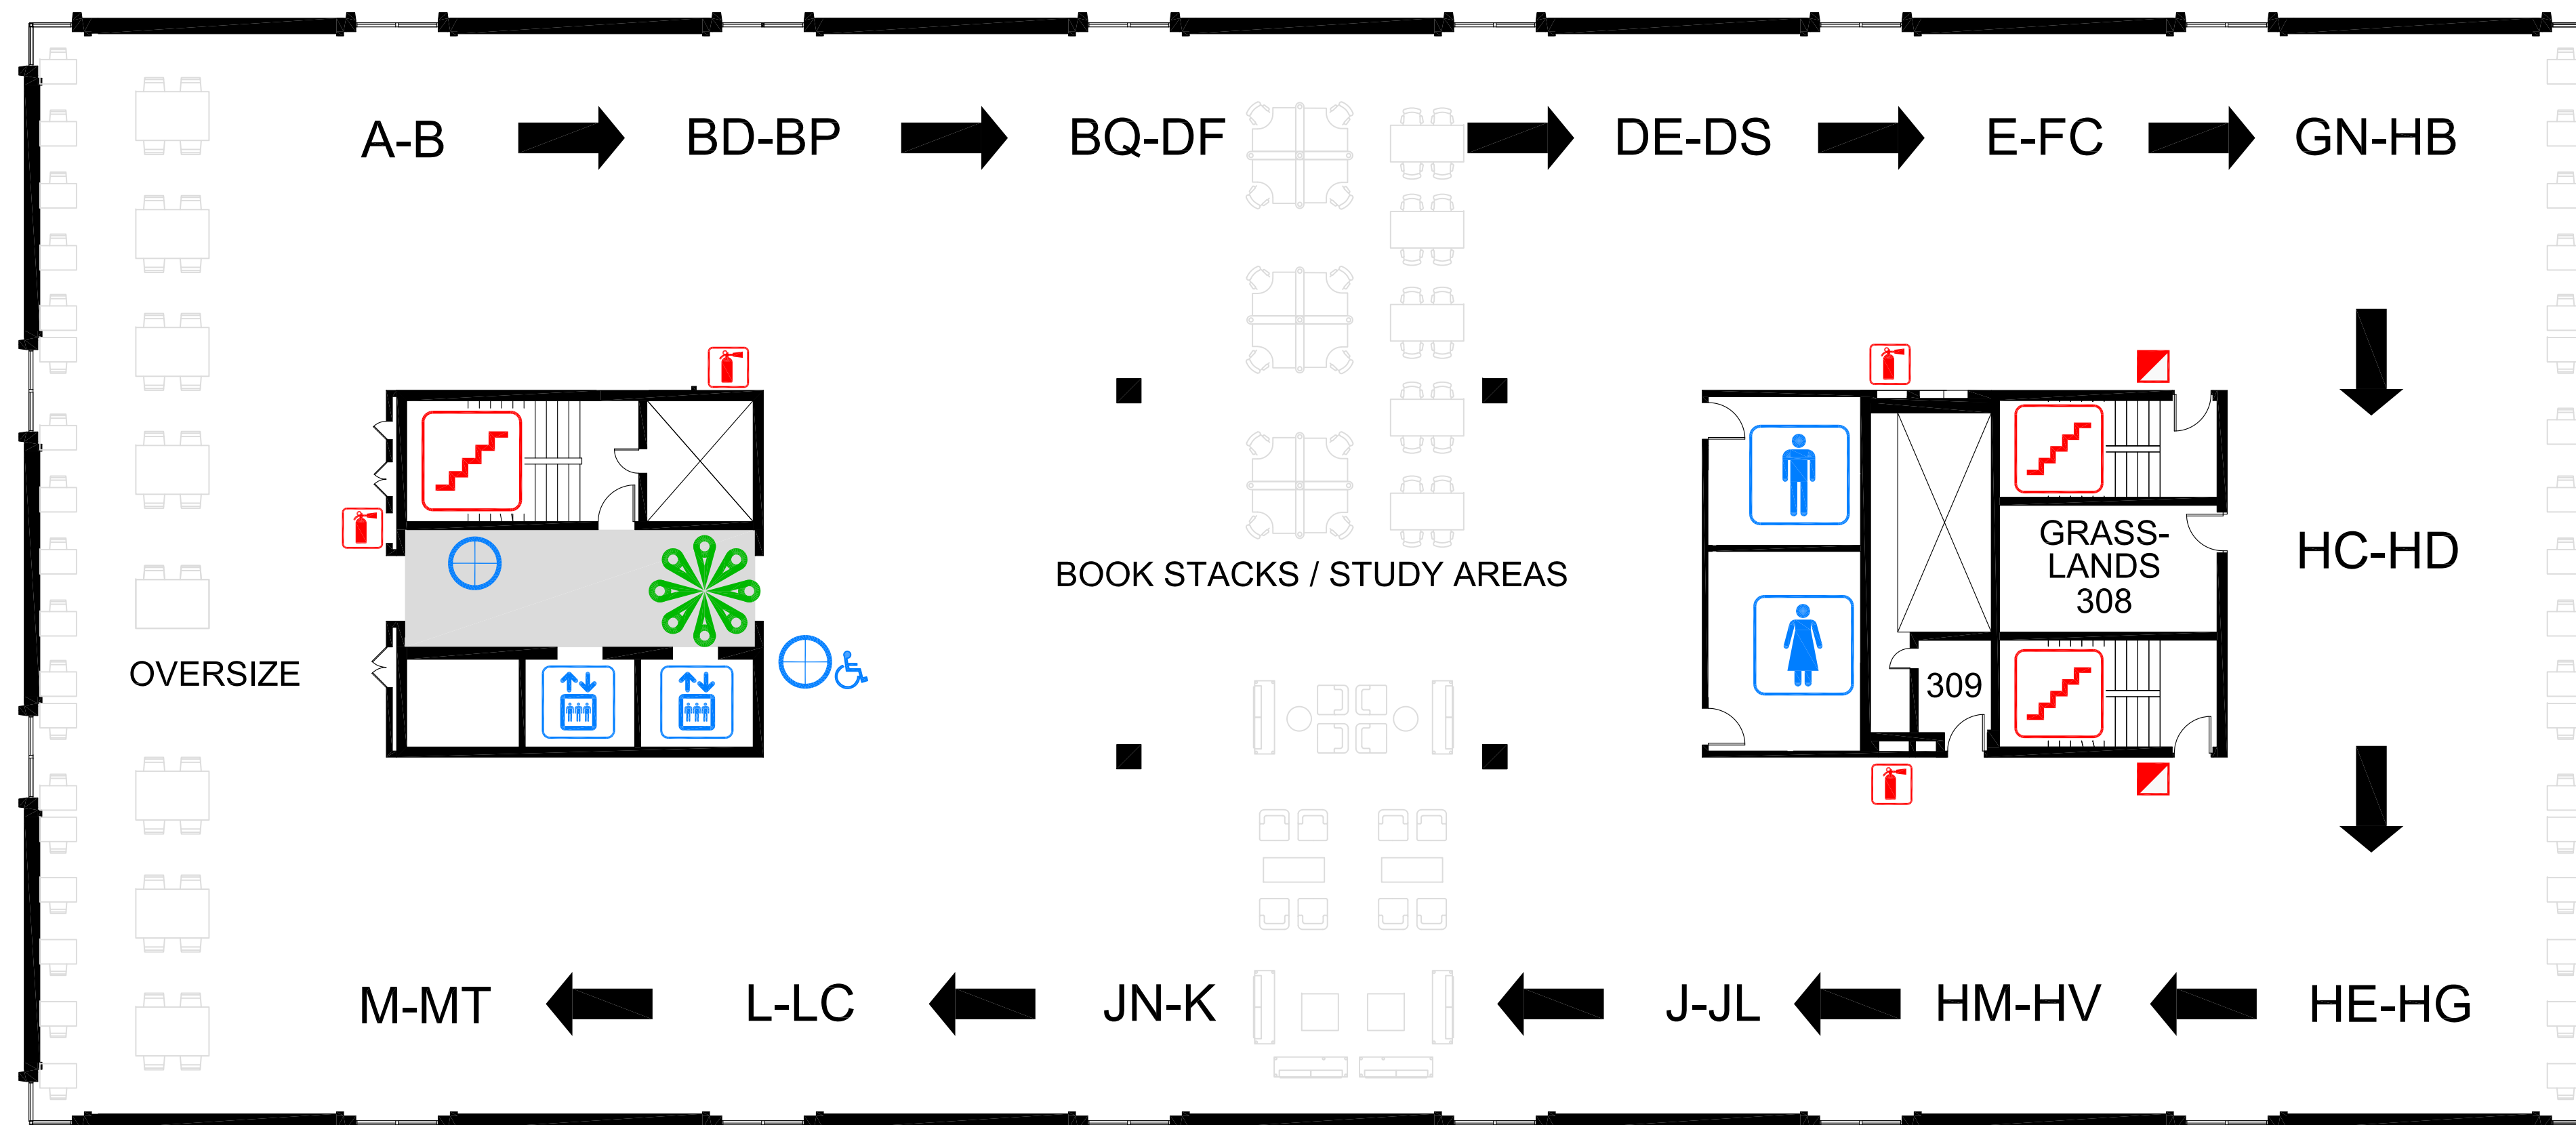 A-B
BD-BP
BQ-DF
DE-DS
E-FC
GN-HB
HC-HD
GRASS-
LANDS
308
BOOK STACKS / STUDY AREAS
OVERSIZE
309
M-MT
L-LC
JN-K
J-JL
HM-HV
HE-HG